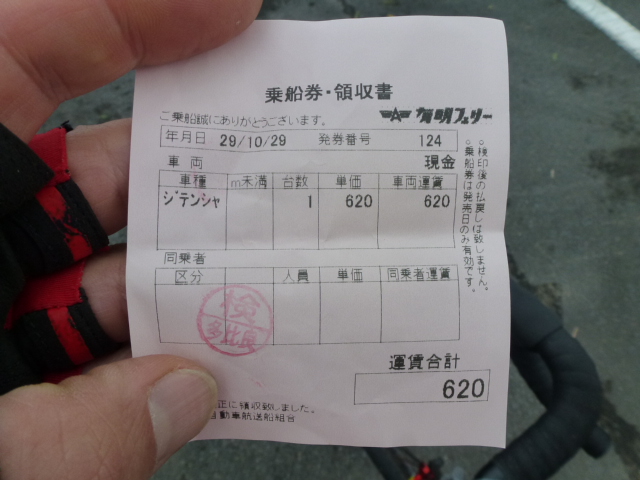 乗船券・領収書
ご乗船誠にありがとうございます。
有明フェリー
年月日 29/10/29 発券番号 124
車両 現金
車種 m未満 台数 単価 車両運賃
ジテンシャ 1 620 620
同乗者
区分 人員 単価 同乗者運賃
検
多比良
運賃合計
620
正に領収致しました。
自動車航送船組合
○検印後の払戻しは致しません。
○乗船券は発売日のみ有効です。